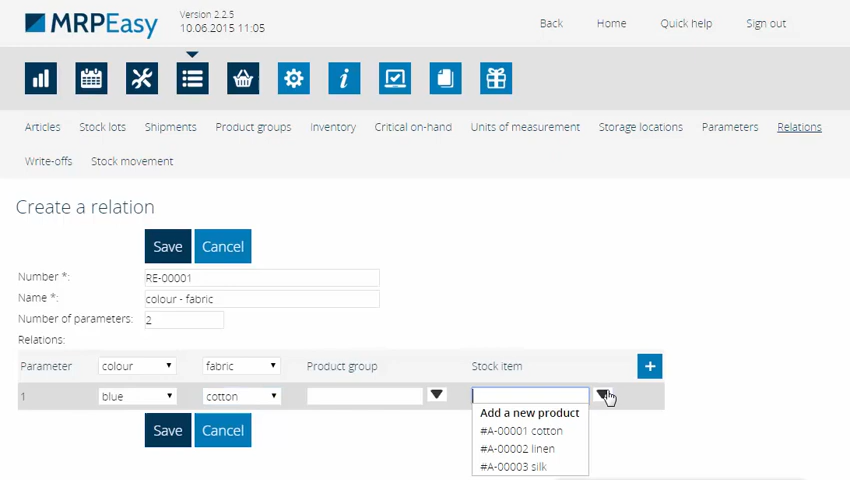 MRPEasy
Version 2.2.5
10.06.2015 11:05
Back Home Quick help Sign out
Articles Stock lots Shipments Product groups Inventory Critical on-hand Units of measurement Storage locations Parameters Relations
Write-offs Stock movement
Create a relation
Save Cancel
Number *: RE-00001
Name *: colour - fabric
Number of parameters: 2
Relations:
Parameter colour fabric Product group Stock item +
1 blue cotton
Add a new product
#A-00001 cotton
#A-00002 linen
#A-00003 silk
Save Cancel